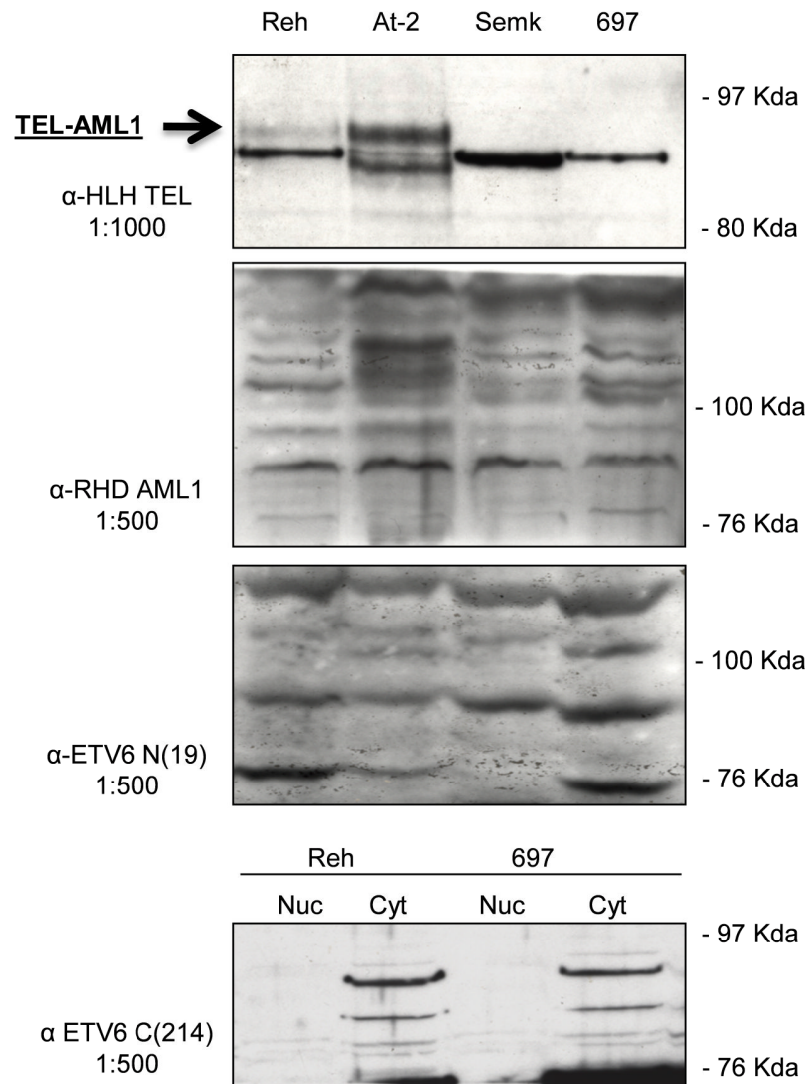 Reh At-2 Semk 697
- 97 Kda
TEL-AML1
α-HLH TEL
1:1000
- 80 Kda
- 100 Kda
α-RHD AML1
1:500
- 76 Kda
- 100 Kda
α-ETV6 N(19)
1:500
- 76 Kda
Reh 697
Nuc Cyt Nuc Cyt
- 97 Kda
α ETV6 C(214)
1:500
- 76 Kda